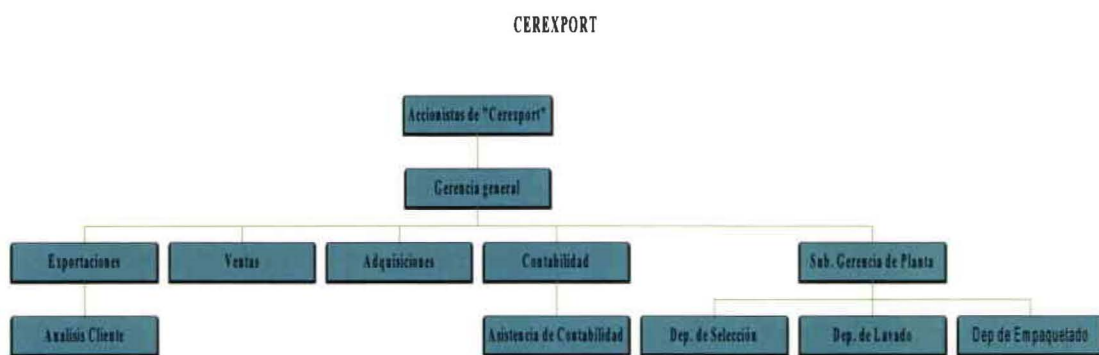 CEREXPORT
Accionistas de "Cerexport"
Gerencia general
Exportaciones
Ventas
Adquisiciones
Contabilidad
Sub. Gerencia de Planta
Analisis Cliente
Asistencia de Contabilidad
Dep. de Selección
Dep. de Lavado
Dep de Empaquetado